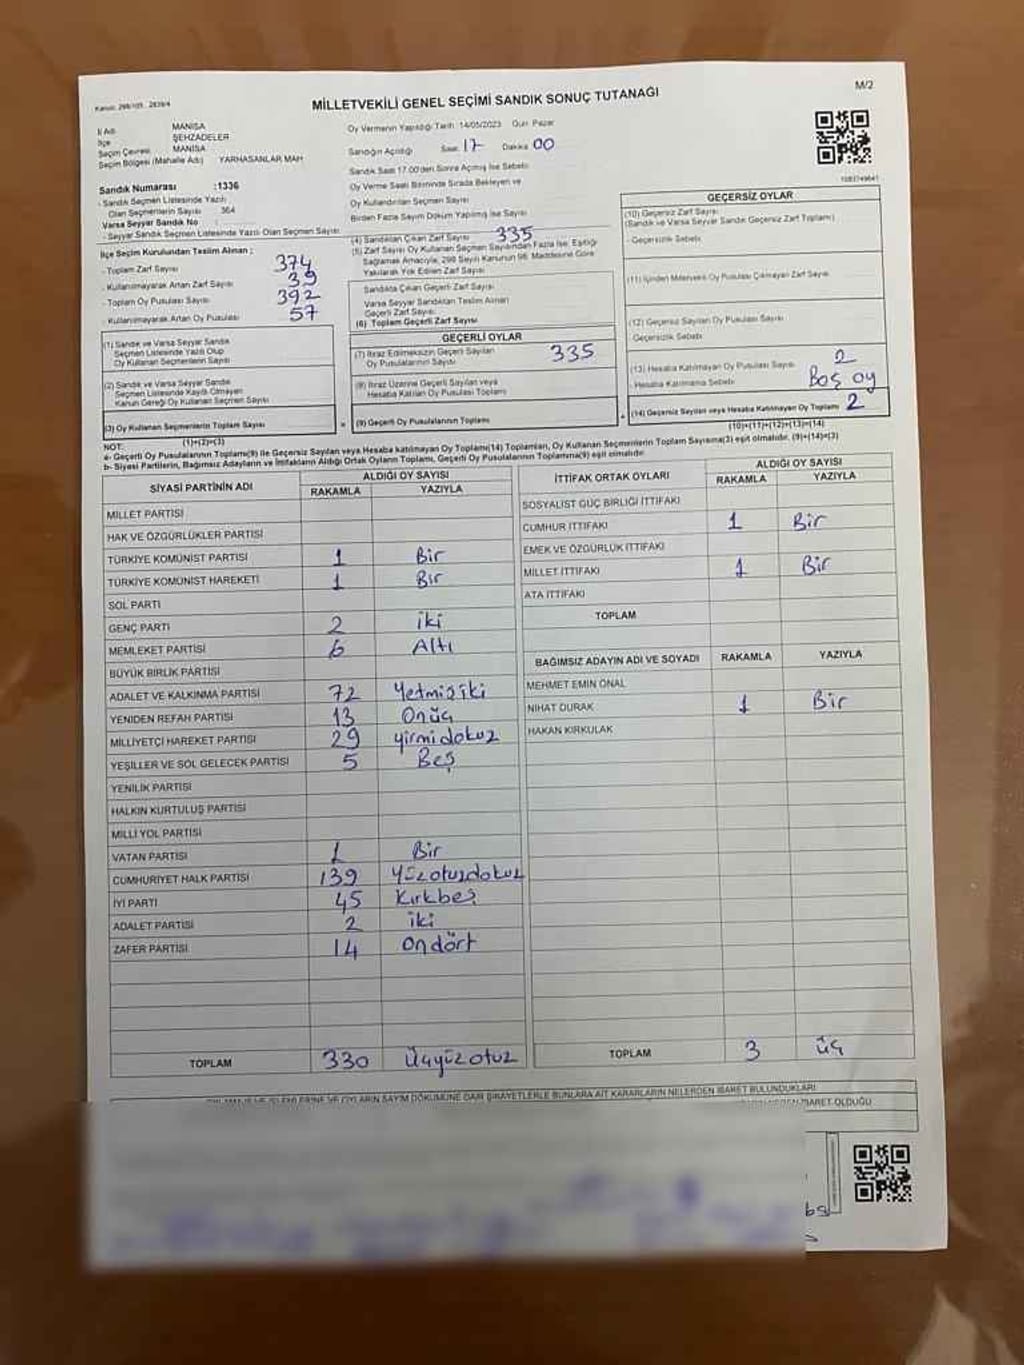 Kanun: 298/105, 2839/4
M/2
MİLLETVEKİLİ GENEL SEÇİMİ SANDIK SONUÇ TUTANAĞI
İl Adı MANİSA
İlçe ŞEHZADELER
Seçim Çevresi MANİSA
Seçim Bölgesi (Mahalle Adı) YARHASANLAR MAH
Sandık Numarası :1336
- Sandık Seçmen Listesinde Yazılı
Olan Seçmenlerin Sayısı 364
Varsa Seyyar Sandık No :
- Seyyar Sandık Seçmen Listesinde Yazılı Olan Seçmen Sayısı
İlçe Seçim Kurulundan Teslim Alınan ;
- Toplam Zarf Sayısı 374
- Kullanılmayarak Artan Zarf Sayısı 39
- Toplam Oy Pusulası Sayısı 392
- Kullanılmayarak Artan Oy Pusulası 57
(1) Sandık ve Varsa Seyyar Sandık
Seçmen Listesinde Yazılı Olup
Oy Kullanan Seçmenlerin Sayısı
(2) Sandık ve Varsa Seyyar Sandık
Seçmen Listesinde Kayıtlı Olmayan
Kanun Gereği Oy Kullanan Seçmen Sayısı
(3) Oy Kullanan Seçmenlerin Toplam Sayısı
(1)+(2)=(3)
Oy Vermenin Yapıldığı Tarih :14/05/2023 Gün: Pazar
Sandığın Açıldığı Saat 17 Dakika 00
Sandık Saat 17.00'den Sonra Açılmış İse Sebebi
Oy Verme Saati Bitiminde Sırada Bekleyen ve
Oy Kullandırılan Seçmen Sayısı
Birden Fazla Sayım Döküm Yapılmış İse Sayısı
(4) Sandıktan Çıkan Zarf Sayısı 335
(5) Zarf Sayısı Oy Kullanan Seçmen Sayısından Fazla İse, Eşitliği
Sağlamak Amacıyla, 298 Sayılı Kanunun 98. Maddesine Göre
Yakılarak Yok Edilen Zarf Sayısı
Sandıkta Çıkan Geçerli Zarf Sayısı
Varsa Seyyar Sandıktan Teslim Alınan
Geçerli Zarf Sayısı
(6) Toplam Geçerli Zarf Sayısı
GEÇERLİ OYLAR
(7) İtiraz Edilmeksizin Geçerli Sayılan
Oy Pusulalarının Sayısı 335
(8) İtiraz Üzerine Geçerli Sayılan veya
Hesaba Katılan Oy Pusulası Toplamı
(9) Geçerli Oy Pusulalarının Toplamı
GEÇERSİZ OYLAR
(10) Geçersiz Zarf Sayısı
(Sandık ve Varsa Seyyar Sandık Geçersiz Zarf Toplamı)
- Geçersizlik Sebebi
(11) İçinden Milletvekili Oy Pusulası Çıkmayan Zarf Sayısı
(12) Geçersiz Sayılan Oy Pusulası Sayısı
Geçersizlik Sebebi
(13) Hesaba Katılmayan Oy Pusulası Sayısı 2
- Hesaba Katılmama Sebebi Boş oy
(14) Geçersiz Sayılan veya Hesaba Katılmayan Oy Toplamı 2
(10)+(11)+(12)+(13)=(14)
NOT:
a- Geçerli Oy Pusulalarının Toplamı(9) ile Geçersiz Sayılan veya Hesaba katılmayan Oy Toplamı(14) Toplamları, Oy Kullanan Seçmenlerin Toplam Sayısına(3) eşit olmalıdır. (9)+(14)=(3)
b- Siyasi Partilerin, Bağımsız Adayların ve İttifakların Aldığı Ortak Oyların Toplamı, Geçerli Oy Pusulalarının Toplamına(9) eşit olmalıdır.
SİYASİ PARTİNİN ADI ALDIĞI OY SAYISI
RAKAMLA YAZIYLA
MİLLET PARTİSİ
HAK VE ÖZGÜRLÜKLER PARTİSİ
TÜRKİYE KOMÜNİST PARTİSİ 1 Bir
TÜRKİYE KOMÜNİST HAREKETİ 1 Bir
SOL PARTİ
GENÇ PARTİ 2 iki
MEMLEKET PARTİSİ 6 Altı
BÜYÜK BİRLİK PARTİSİ
ADALET VE KALKINMA PARTİSİ 72 Yetmişiki
YENİDEN REFAH PARTİSİ 13 Onüç
MİLLİYETÇİ HAREKET PARTİSİ 29 yirmidokuz
YEŞİLLER VE SOL GELECEK PARTİSİ 5 Beş
YENİLİK PARTİSİ
HALKIN KURTULUŞ PARTİSİ
MİLLİ YOL PARTİSİ
VATAN PARTİSİ 1 Bir
CUMHURİYET HALK PARTİSİ 139 Yüzotuzdokuz
İYİ PARTİ 45 Kırkbeş
ADALET PARTİSİ 2 iki
ZAFER PARTİSİ 14 Ondört
TOPLAM 330 Üçyüzotuz
İTTİFAK ORTAK OYLARI ALDIĞI OY SAYISI
RAKAMLA YAZIYLA
SOSYALİST GÜÇ BİRLİĞİ İTTİFAKI
CUMHUR İTTİFAKI 1 Bir
EMEK VE ÖZGÜRLÜK İTTİFAKI
MİLLET İTTİFAKI 1 Bir
ATA İTTİFAKI
TOPLAM
BAĞIMSIZ ADAYIN ADI VE SOYADI RAKAMLA YAZIYLA
MEHMET EMİN ÖNAL
NİHAT DURAK 1 Bir
HAKAN KIRKULAK
TOPLAM 3 üç
OYLARIN SAYIM DÖKÜMÜNE DAİR ŞİKAYETLERLE BUNLARA AİT KARARLARIN NELERDEN İBARET BULUNDUKLARI
İBARET OLDUĞU